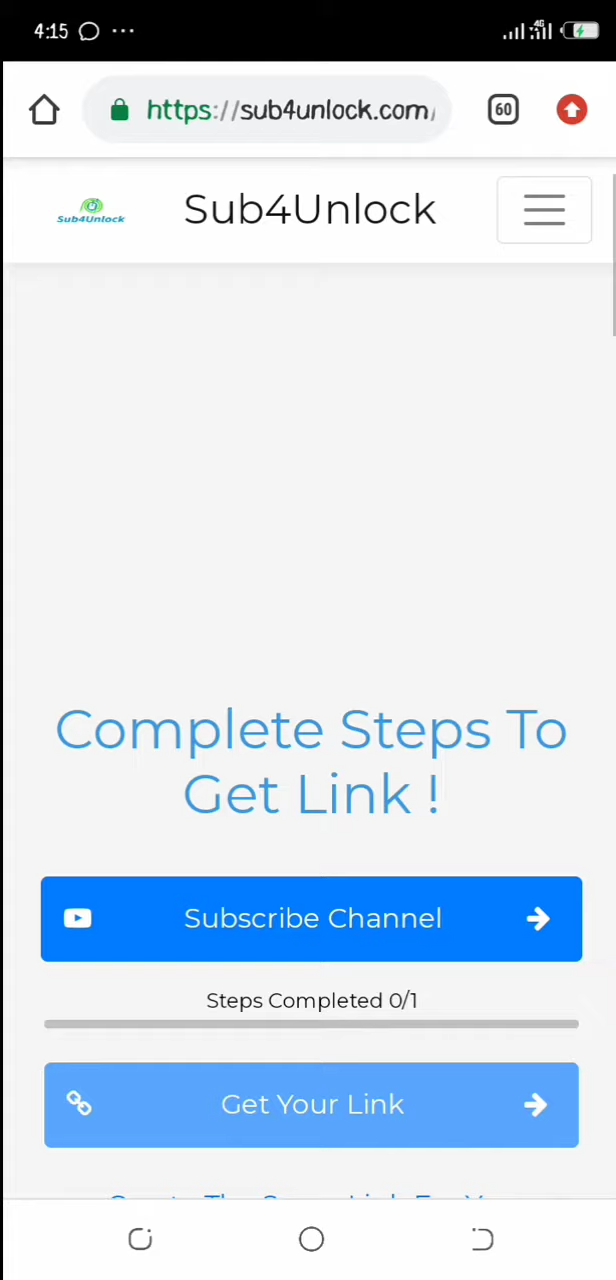 4:15
4G
https://sub4unlock.com/
60
Sub4Unlock
Sub4Unlock
Complete Steps To
Get Link !
Subscribe Channel
Steps Completed 0/1
Get Your Link